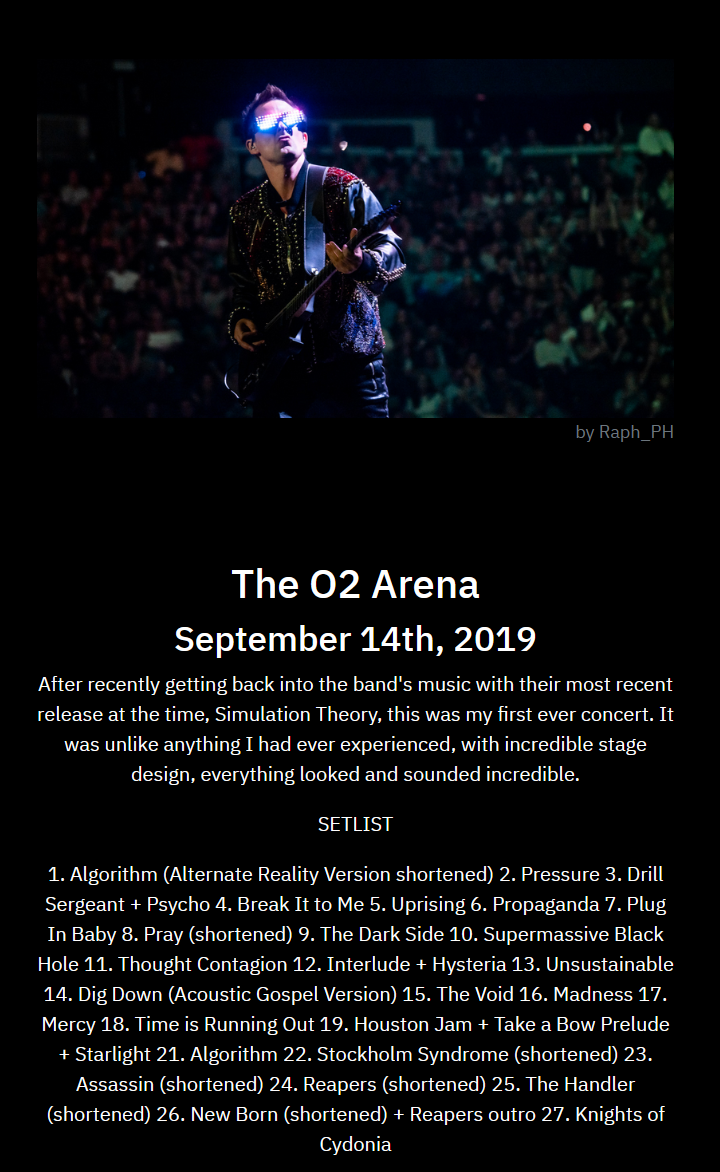 by Raph_PH
The O2 Arena
September 14th, 2019
After recently getting back into the band's music with their most recent
release at the time, Simulation Theory, this was my first ever concert. It
was unlike anything I had ever experienced, with incredible stage
design, everything looked and sounded incredible.
SETLIST
1. Algorithm (Alternate Reality Version shortened) 2. Pressure 3. Drill
Sergeant + Psycho 4. Break It to Me 5. Uprising 6. Propaganda 7. Plug
In Baby 8. Pray (shortened) 9. The Dark Side 10. Supermassive Black
Hole 11. Thought Contagion 12. Interlude + Hysteria 13. Unsustainable
14. Dig Down (Acoustic Gospel Version) 15. The Void 16. Madness 17.
Mercy 18. Time is Running Out 19. Houston Jam + Take a Bow Prelude
+ Starlight 21. Algorithm 22. Stockholm Syndrome (shortened) 23.
Assassin (shortened) 24. Reapers (shortened) 25. The Handler
(shortened) 26. New Born (shortened) + Reapers outro 27. Knights of
Cydonia